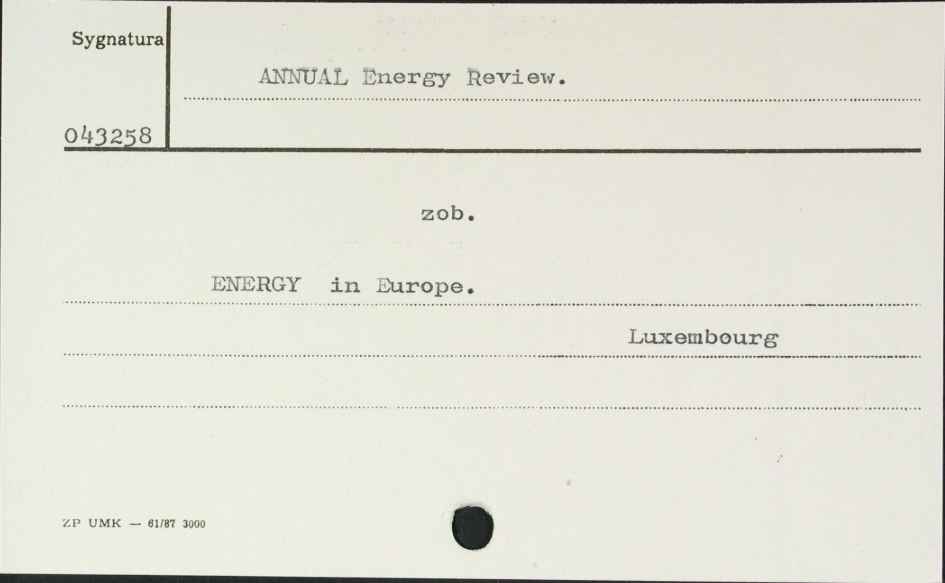 Sygnatura
ANNUAL Energy Review.
043258
zob.
ENERGY in Europe.
Luxembourg
ZP UMK — 61/87 3000